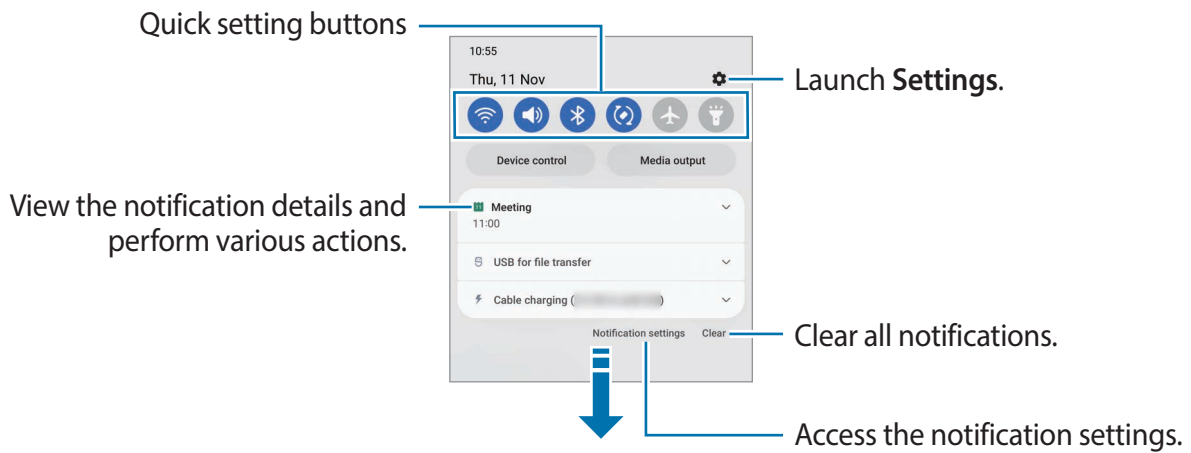 Quick setting buttons
10:55
Thu, 11 Nov
Launch Settings.
Device control
Media output
View the notification details and
perform various actions.
Meeting
11:00
USB for file transfer
Cable charging ( )
Notification settings
Clear
Clear all notifications.
Access the notification settings.